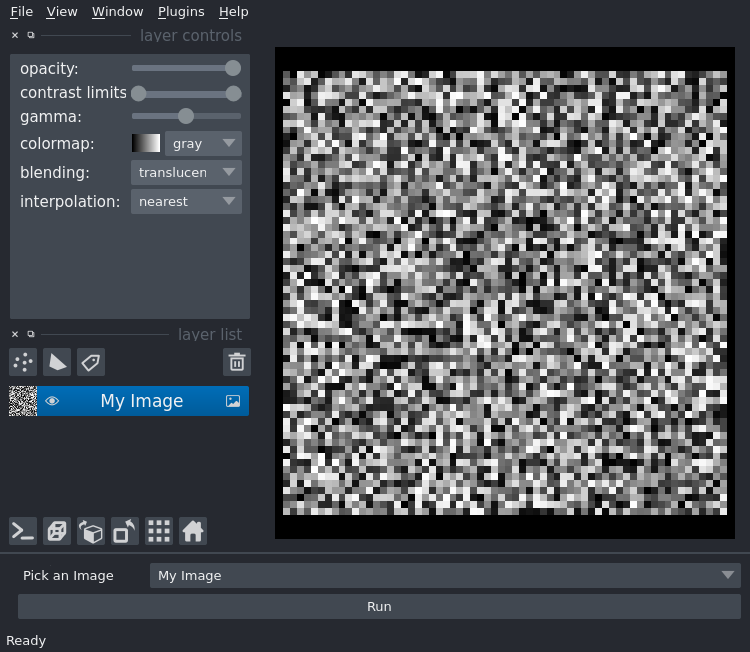 File View Window Plugins Help
layer controls
opacity:
contrast limits
gamma:
colormap: gray
blending: translucen
interpolation: nearest
layer list
My Image
Pick an Image My Image
Run
Ready